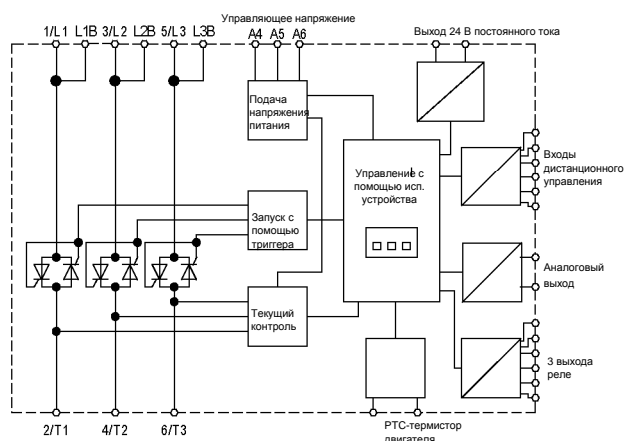 Управляющее напряжение
1/L1 L1B 3/L2 L2B 5/L3 L3B
A4 A5 A6
Выход 24 В постоянного тока
Подача
напряжения
питания
Управление с
помощью исп.
устройства
Входы
дистанционного
управления
Запуск с
помощью
триггера
Аналоговый
выход
Текущий
контроль
3 выхода
реле
2/T1 4/T2 6/T3
РТС-термистор
двигателя